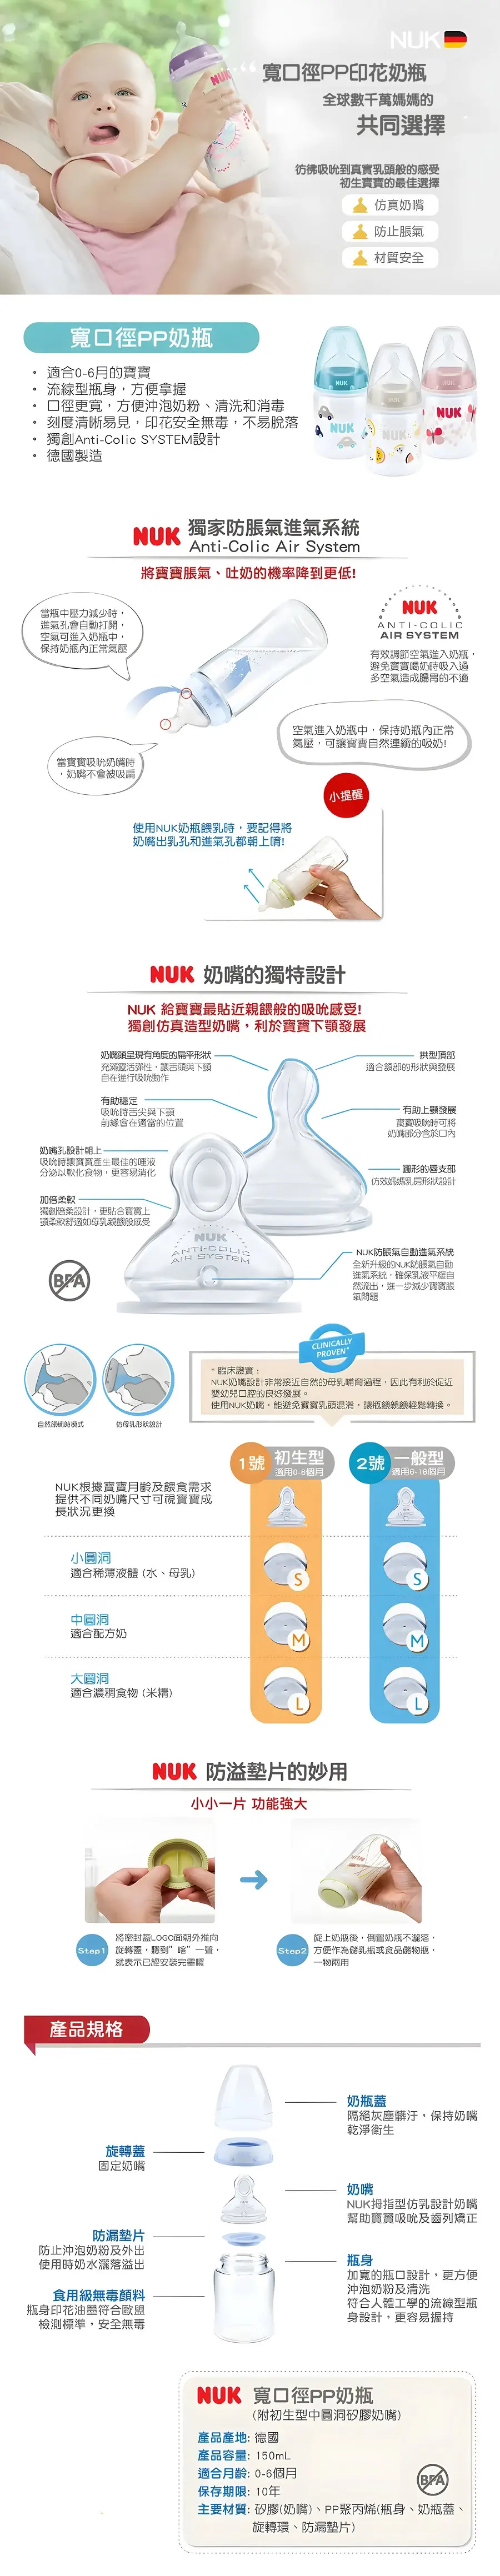 NUK
NUK
寬口徑PP印花奶瓶
全球數千萬媽媽的
共同選擇
彷彿吸吮到真實乳頭般的感受
初生寶寶的最佳選擇
仿真奶嘴
防止脹氣
材質安全
寬口徑PP奶瓶
• 適合0-6月的寶寶
• 流線型瓶身，方便拿握
• 口徑更寬，方便沖泡奶粉、清洗和消毒
• 刻度清晰易見，印花安全無毒，不易脫落
• 獨創Anti-Colic SYSTEM設計
• 德國製造
NUK
NUK
NUK
NUK
NUK
NUK
NUK 獨家防脹氣進氣系統
Anti-Colic Air System
將寶寶脹氣、吐奶的機率降到更低!
當瓶中壓力減少時，
進氣孔會自動打開，
空氣可進入奶瓶中，
保持奶瓶內正常氣壓
NUK
ANTI-COLIC
AIR SYSTEM
有效調節空氣進入奶瓶，
避免寶寶喝奶時吸入過
多空氣造成腸胃的不適
空氣進入奶瓶中，保持奶瓶內正常
氣壓，可讓寶寶自然連續的吸奶!
當寶寶吸吮奶嘴時
，奶嘴不會被吸扁
小提醒
使用NUK奶瓶餵乳時，要記得將
奶嘴出乳孔和進氣孔都朝上唷!
NUK 奶嘴的獨特設計
NUK 給寶寶最貼近親餵般的吸吮感受!
獨創仿真造型奶嘴，利於寶寶下顎發展
奶嘴頭呈現有角度的扁平形狀
充滿靈活彈性，讓舌頭與下顎
自在進行吸吮動作
拱型頂部
適合頷部的形狀與發展
有助穩定
吸吮時舌尖與下顎
前緣會在適當的位置
有助上顎發展
寶寶吸吮時可將
奶嘴部分含於口內
奶嘴孔設計朝上
吸吮時讓寶寶產生最佳的唾液
分泌以軟化食物，更容易消化
圓形的唇支部
仿效媽媽乳房形狀設計
加倍柔軟
獨創倍柔設計，更貼合寶寶上
顎柔軟舒適如母乳親餵般感受
NUK
ANTI-COLIC
AIR SYSTEM
NUK防脹氣自動進氣系統
全新升級的NUK防脹氣自動
進氣系統，確保乳液平緩自
然流出，進一步減少寶寶脹
氣問題
BPA
CLINICALLY
PROVEN*
* 臨床證實：
NUK奶嘴設計非常接近自然的母乳哺育過程，因此有利於促近
嬰幼兒口腔的良好發展。
使用NUK奶嘴，能避免寶寶乳頭混淆，讓瓶餵親餵輕鬆轉換。
自然餵哺時模式
仿母乳形狀設計
1號 初生型
適用0-6個月
2號 一般型
適用6-18個月
NUK根據寶寶月齡及餵食需求
提供不同奶嘴尺寸可視寶寶成
長狀況更換
小圓洞
適合稀薄液體 (水、母乳)
S
S
中圓洞
適合配方奶
M
M
大圓洞
適合濃稠食物 (米精)
L
L
NUK 防溢墊片的妙用
小小一片 功能強大
Step1
將密封蓋LOGO面朝外推向
旋轉蓋，聽到”喀”一聲，
就表示已經安裝完畢囉
Step2
旋上奶瓶後，倒置奶瓶不灑落，
方便作為儲乳瓶或食品儲物瓶，
一物兩用
產品規格
奶瓶蓋
隔絕灰塵髒汙，保持奶嘴
乾淨衛生
旋轉蓋
固定奶嘴
奶嘴
NUK拇指型仿乳設計奶嘴
幫助寶寶吸吮及齒列矯正
防漏墊片
防止沖泡奶粉及外出
使用時奶水灑落溢出
瓶身
加寬的瓶口設計，更方便
沖泡奶粉及清洗
符合人體工學的流線型瓶
身設計，更容易握持
食用級無毒顏料
瓶身印花油墨符合歐盟
檢測標準，安全無毒
NUK 寬口徑PP奶瓶
(附初生型中圓洞矽膠奶嘴)
產品產地: 德國
產品容量: 150mL
適合月齡: 0-6個月
保存期限: 10年
主要材質: 矽膠(奶嘴)、PP聚丙烯(瓶身、奶瓶蓋、
旋轉環、防漏墊片)
BPA